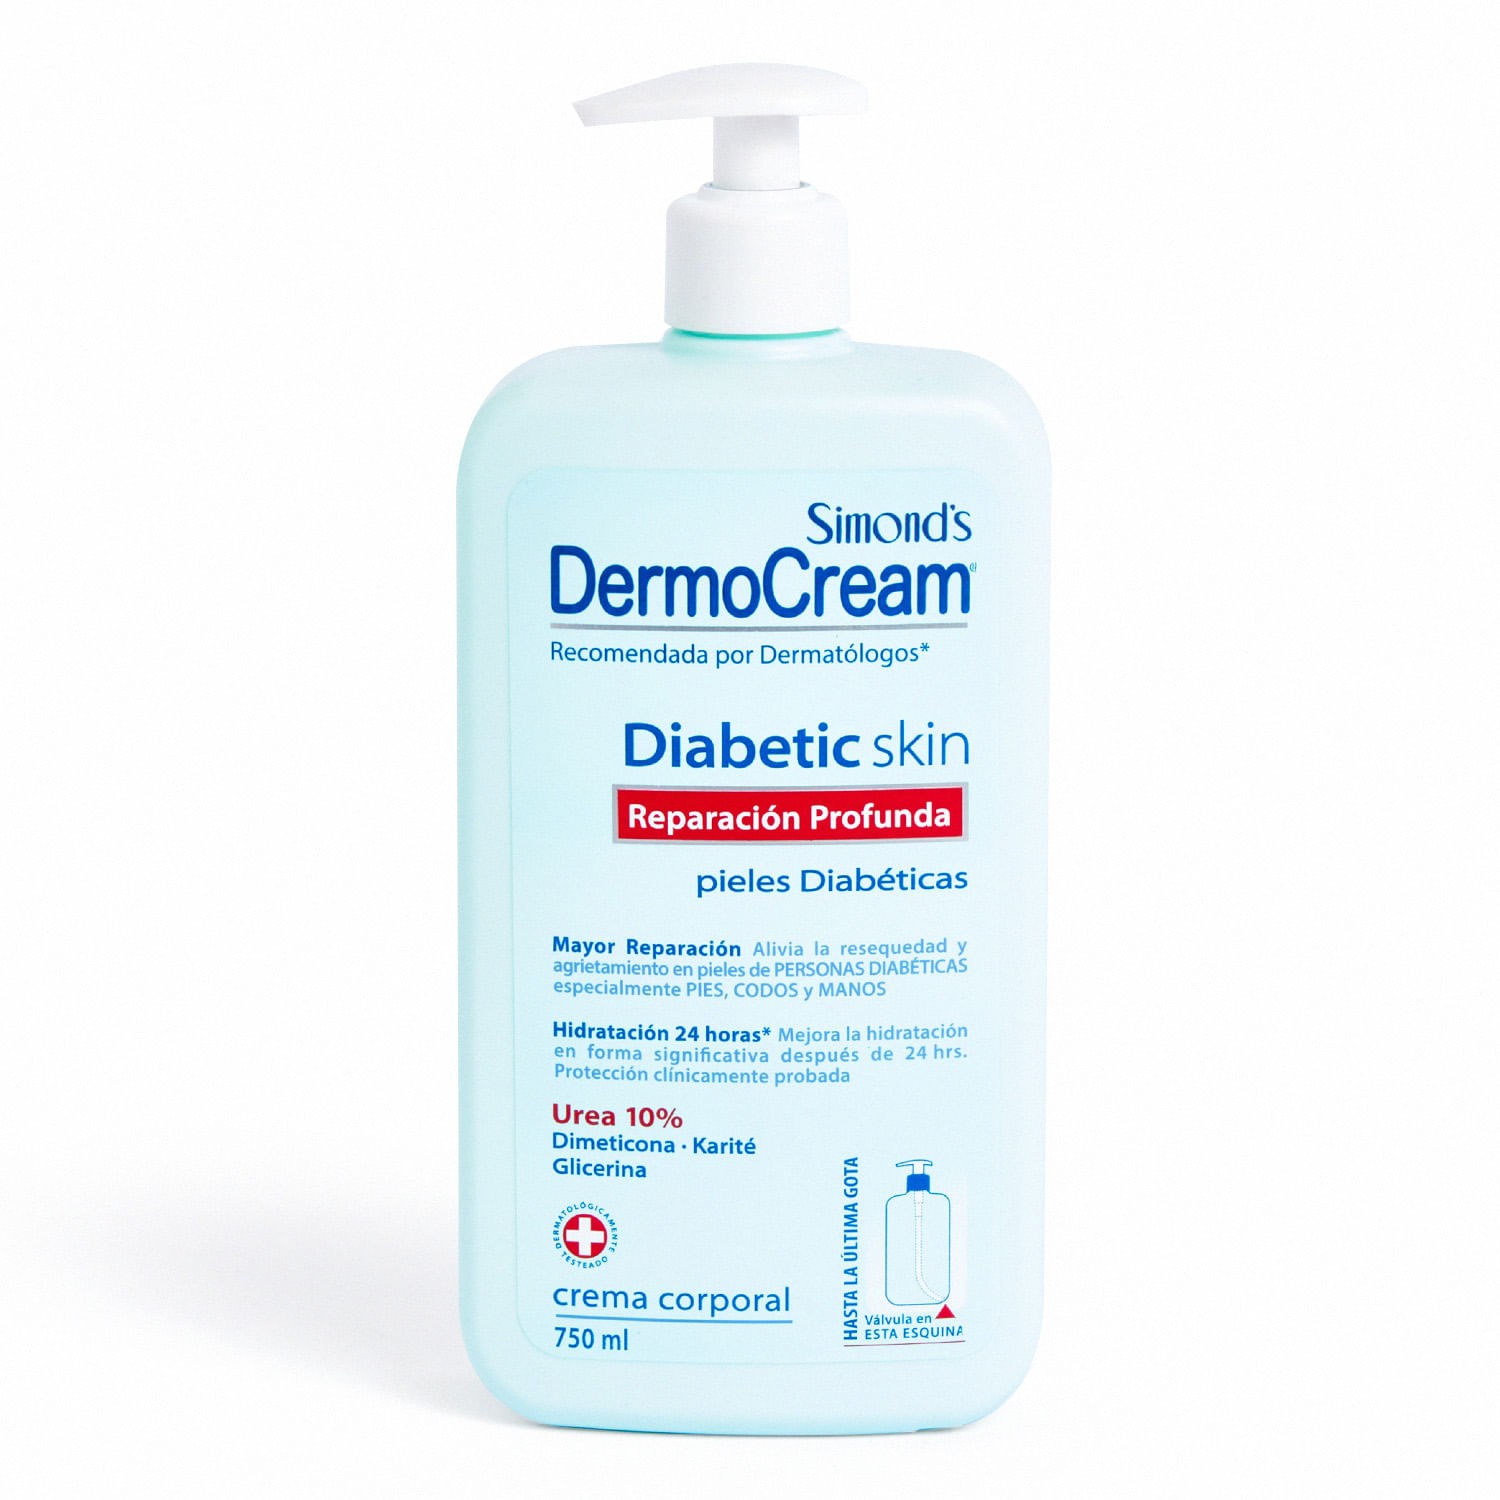 Simond's
DermoCream®
Recomendada por Dermatólogos*
Diabetic skin
Reparación Profunda
pieles Diabéticas
Mayor Reparación Alivia la resequedad y
agrietamiento en pieles de PERSONAS DIABÉTICAS
especialmente PIES, CODOS y MANOS
Hidratación 24 horas* Mejora la hidratación
en forma significativa después de 24 hrs.
Protección clínicamente probada
Urea 10%
Dimeticona · Karité
Glicerina
DERMATOLÓGICAMENTE
TESTEADO
crema corporal
750 ml
HASTA LA ÚLTIMA GOTA
Válvula en
ESTA ESQUINA